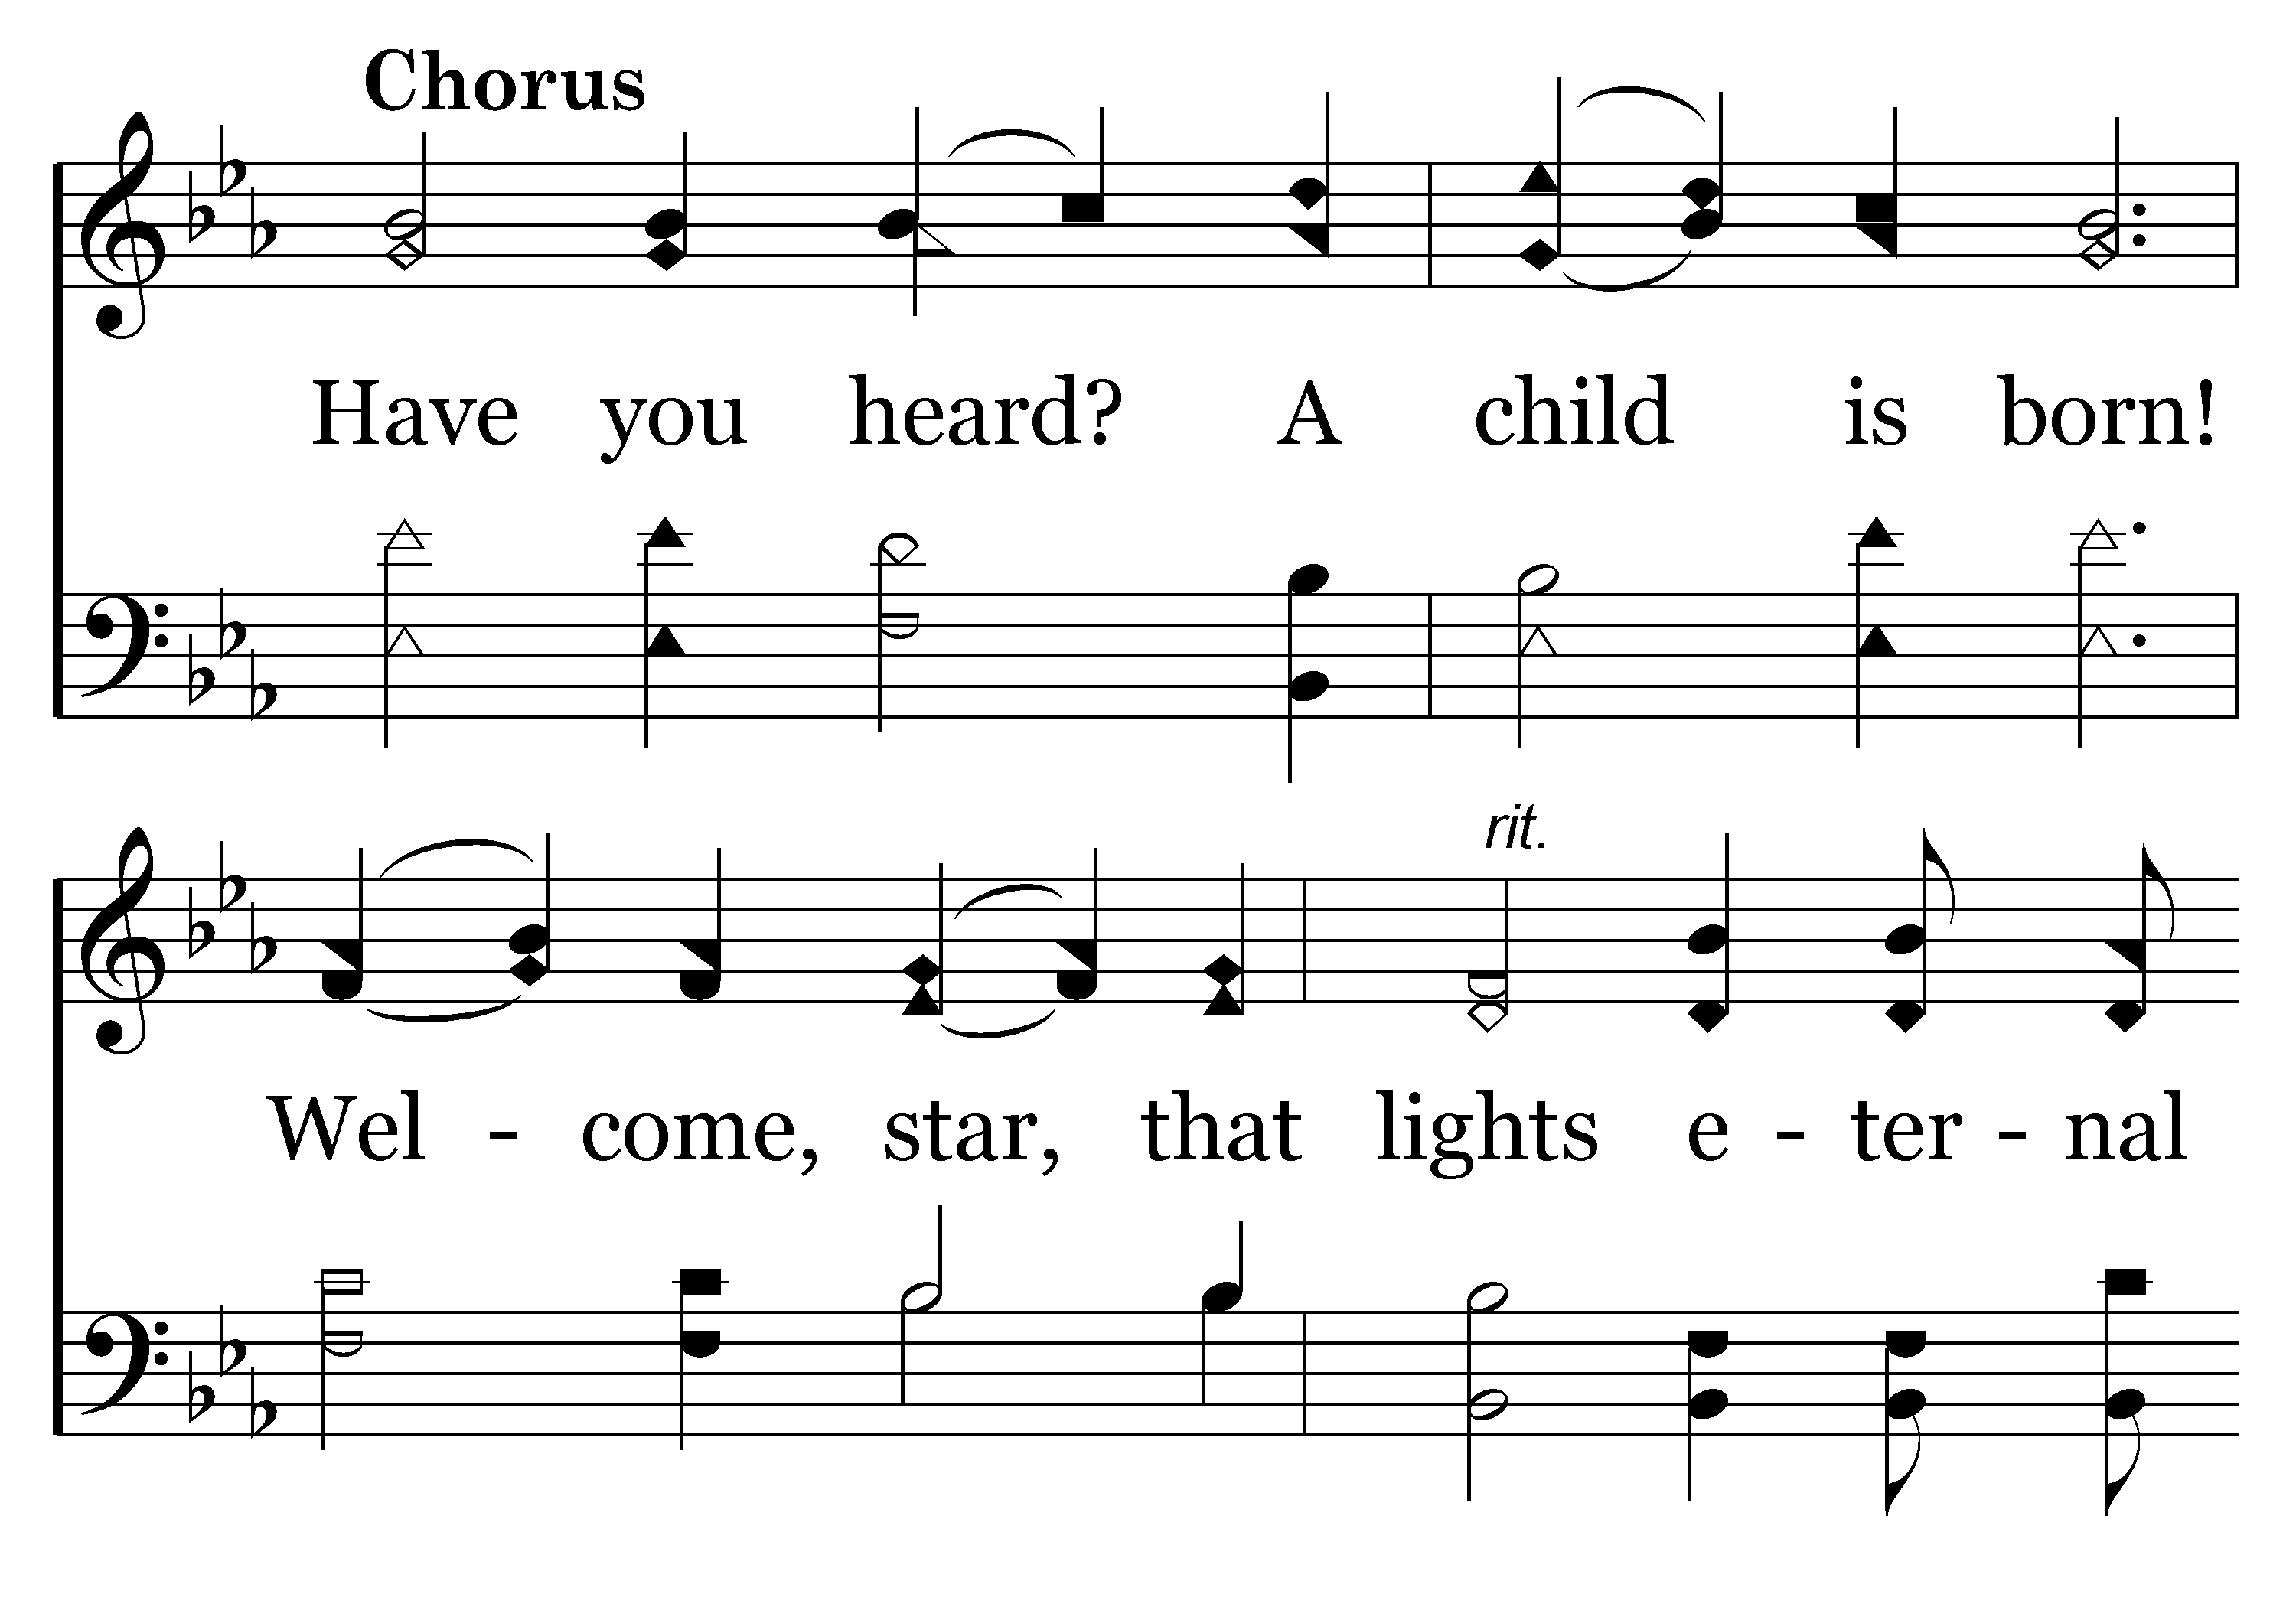 Chorus
Have you heard? A child is born!
rit.
Wel - come, star, that lights e - ter - nal